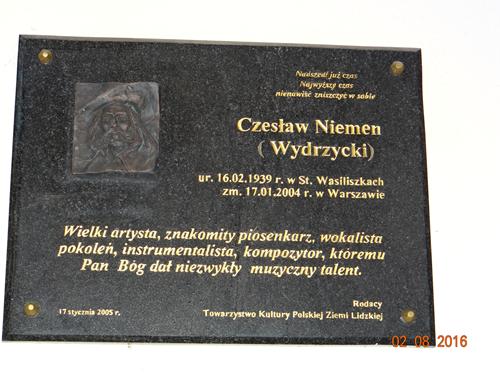 Nadszedł już czas
Najwyższy czas
nienawiść zniszczyć w sobie
Czesław Niemen
( Wydrzycki)
ur. 16.02.1939 r. w St. Wasiliszkach
zm. 17.01.2004 r. w Warszawie
Wielki artysta, znakomity piosenkarz, wokalista
pokoleń, instrumentalista, kompozytor, któremu
Pan Bóg dał niezwykły muzyczny talent.
Rodacy
17 stycznia 2005 r. Towarzystwo Kultury Polskiej Ziemi Lidzkiej
02 08 2016